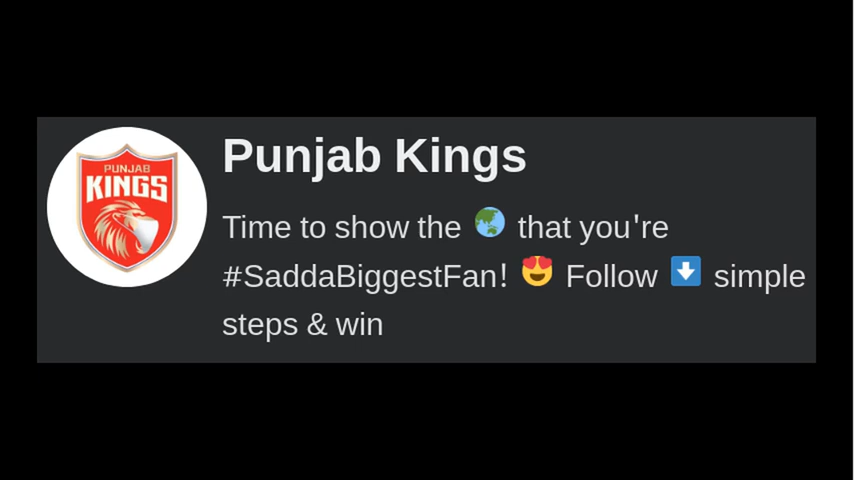 PUNJAB
KINGS
Punjab Kings
Time to show the 🌏 that you're
#SaddaBiggestFan! 😍 Follow ⬇️ simple
steps & win